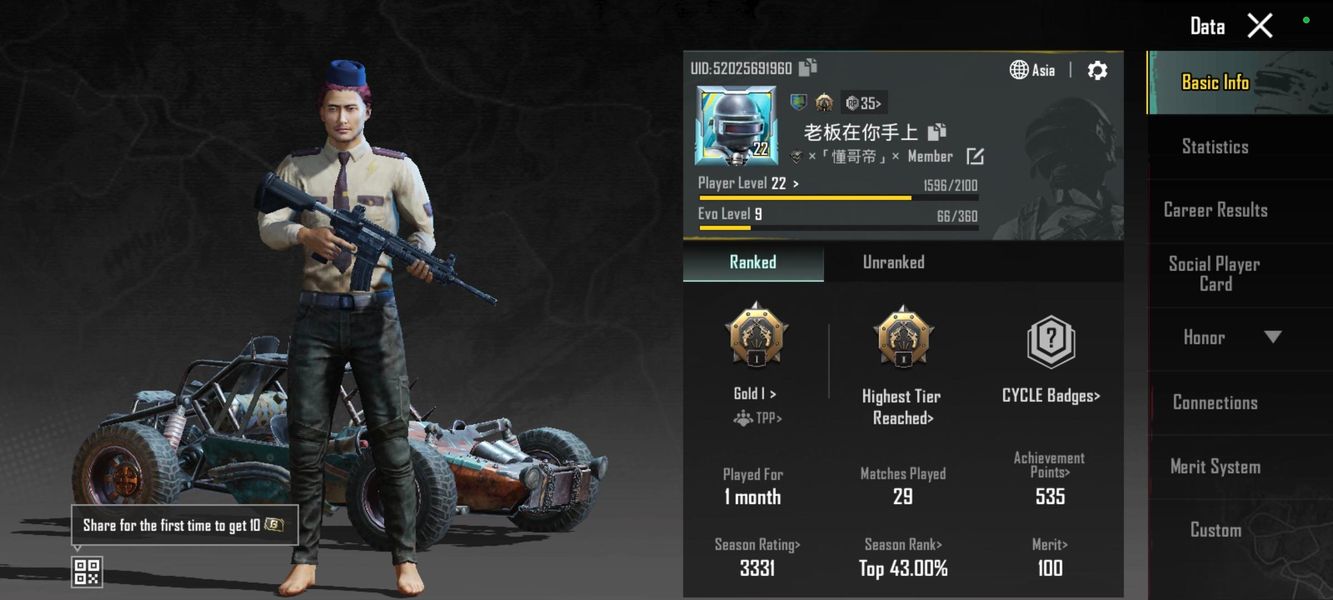 Data
UID:52025691960
Asia
35>
22
老板在你手上
×「懂哥帝」× Member
Player Level 22 >
1596/2100
Evo Level 9
66/360
Ranked
Unranked
I
Gold I >
TPP>
I
Highest Tier
Reached>
?
CYCLE Badges>
Played For
1 month
Matches Played
29
Achievement
Points>
535
Season Rating>
3331
Season Rank>
Top 43.00%
Merit>
100
Basic Info
Statistics
Career Results
Social Player
Card
Honor
Connections
Merit System
Custom
Share for the first time to get 10